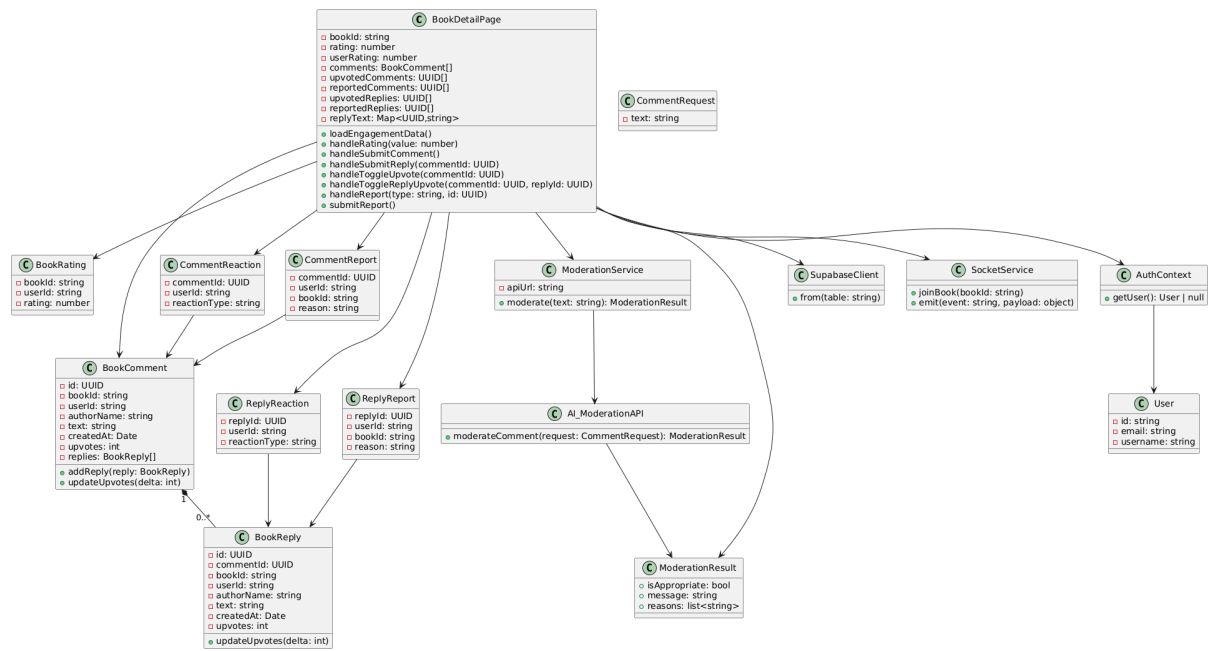 C BookDetailPage
bookId: string
rating: number
userRating: number
comments: BookComment[]
upvotedComments: UUID[]
reportedComments: UUID[]
upvotedReplies: UUID[]
reportedReplies: UUID[]
replyText: Map<UUID,string>
loadEngagementData()
handleRating(value: number)
handleSubmitComment()
handleSubmitReply(commentId: UUID)
handleToggleUpvote(commentId: UUID)
handleToggleReplyUpvote(commentId: UUID, replyId: UUID)
handleReport(type: string, id: UUID)
submitReport()
C CommentRequest
text: string
C BookRating
bookId: string
userId: string
rating: number
C CommentReaction
commentId: UUID
userId: string
reactionType: string
C CommentReport
commentId: UUID
userId: string
bookId: string
reason: string
C ModerationService
apiUrl: string
moderate(text: string): ModerationResult
C SupabaseClient
from(table: string)
C SocketService
joinBook(bookId: string)
emit(event: string, payload: object)
C AuthContext
getUser(): User | null
C BookComment
id: UUID
bookId: string
userId: string
authorName: string
text: string
createdAt: Date
upvotes: int
replies: BookReply[]
addReply(reply: BookReply)
updateUpvotes(delta: int)
C ReplyReaction
replyId: UUID
userId: string
reactionType: string
C ReplyReport
replyId: UUID
userId: string
bookId: string
reason: string
C AI_ModerationAPI
moderateComment(request: CommentRequest): ModerationResult
C User
id: string
email: string
username: string
1
0..*
C BookReply
id: UUID
commentId: UUID
bookId: string
userId: string
authorName: string
text: string
createdAt: Date
upvotes: int
updateUpvotes(delta: int)
C ModerationResult
isAppropriate: bool
message: string
reasons: list<string>